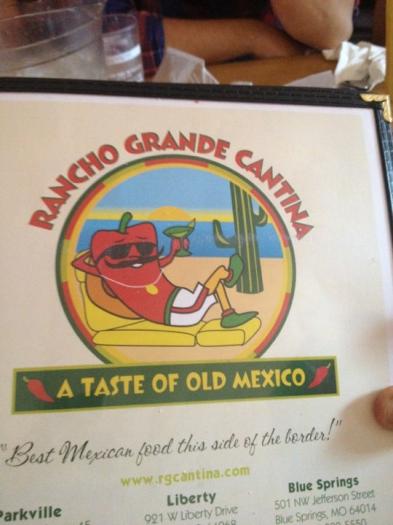 RANCHO GRANDE CANTINA
A TASTE OF OLD MEXICO
"Best Mexican food this side of the border!"
www.rgcantina.com
Parkville
Liberty
Blue Springs
921 W Liberty Drive
501 NW Jefferson Street
Blue Springs, MO 64014